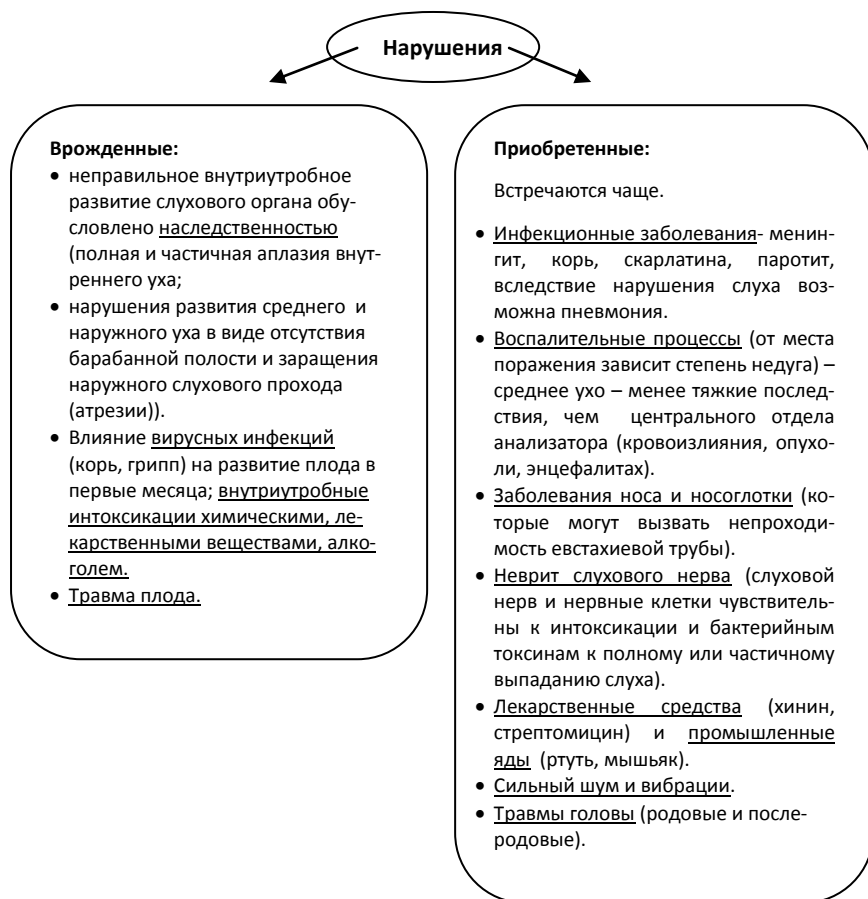 Нарушения
Врожденные:
• неправильное внутриутробное
развитие слухового органа обу-
словлено наследственностью
(полная и частичная аплазия внут-
реннего уха;
• нарушения развития среднего и
наружного уха в виде отсутствия
барабанной полости и заращения
наружного слухового прохода
(атрезии)).
• Влияние вирусных инфекций
(корь, грипп) на развитие плода в
первые месяца; внутриутробные
интоксикации химическими, ле-
карственными веществами, алко-
голем.
• Травма плода.
Приобретенные:
Встречаются чаще.
• Инфекционные заболевания- менин-
гит, корь, скарлатина, паротит,
вследствие нарушения слуха воз-
можна пневмония.
• Воспалительные процессы (от места
поражения зависит степень недуга) –
среднее ухо – менее тяжкие послед-
ствия, чем центрального отдела
анализатора (кровоизлияния, опухо-
ли, энцефалитах).
• Заболевания носа и носоглотки (ко-
торые могут вызвать непроходи-
мость евстахиевой трубы).
• Неврит слухового нерва (слуховой
нерв и нервные клетки чувствитель-
ны к интоксикации и бактерийным
токсинам к полному или частичному
выпаданию слуха).
• Лекарственные средства (хинин,
стрептомицин) и промышленные
яды (ртуть, мышьяк).
• Сильный шум и вибрации.
• Травмы головы (родовые и после-
родовые).